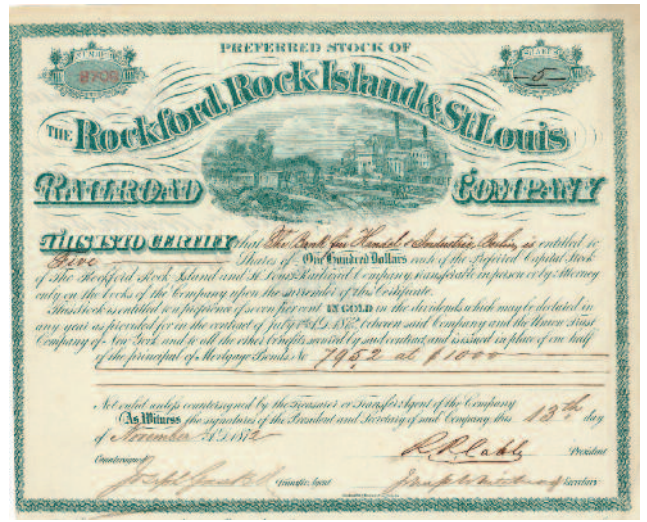 PREFERRED STOCK OF
5
THE Rockford, Rock Island & St. Louis
RAILROAD COMPANY
THIS IS TO CERTIFY that The Bank für Handel & Industrie, Berlin, is entitled to
Five Shares of One Hundred Dollars each of the Preferred Capital Stock
of The Rockford Rock Island and St. Louis Railroad Company, transferable in person or by Attorney
only on the books of the Company upon the surrender of this Certificate.
This Stock is entitled to a preference of seven per cent IN GOLD in the dividends which may be declared in
any year as provided for in the contract of July 1st A.D. 1872, between said Company and the Union Trust
Company of New York and to all the other benefits secured by said contract, and is issued in place of one half
of the principal of Mortgage Bonds No. 7952 at $1000
Not valid unless countersigned by the Treasurer or Transfer Agent of the Company
As Witness the signatures of the President and Secretary of said Company this 13th day
of November A.D. 1872
R. R. Cable President
Countersigned
Joseph Transfer Agent Secretary